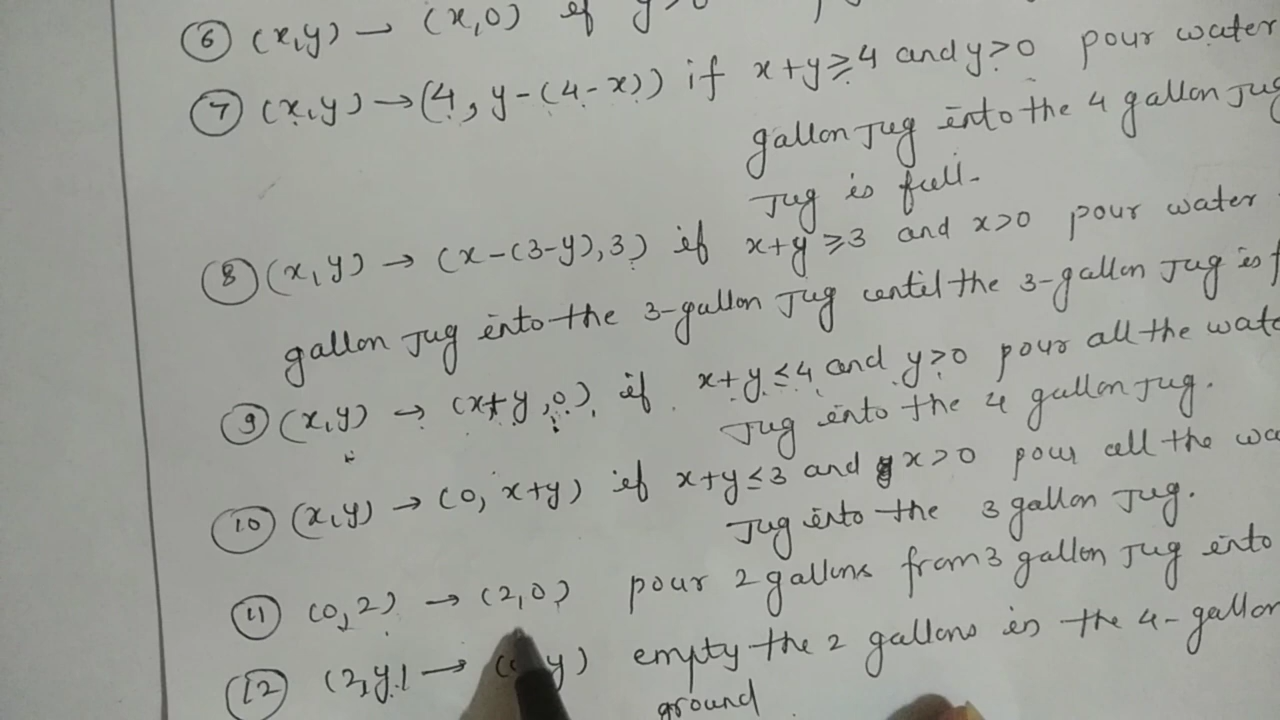 ⑥ (x,y) → (x,0) if y>0
⑦ (x,y) → (4, y-(4-x)) if x+y≥4 and y>0 pour water
gallon Jug into the 4 gallon Jug
Jug is full.
⑧ (x,y) → (x-(3-y),3) if x+y≥3 and x>0 pour water
gallon Jug into the 3-gallon Jug until the 3-gallon Jug is
⑨ (x,y) → (x+y,0), if x+y≤4 and y>0 pour all the wate
Jug into the 4 gallon Jug.
⑩ (x,y) → (0, x+y) if x+y≤3 and x>0 pour all the wa
Jug into the 3 gallon Jug.
⑪ (0,2) → (2,0) pour 2 gallons from 3 gallon Jug into
⑫ (2,y) → ( y) empty the 2 gallons in the 4-gallon
ground